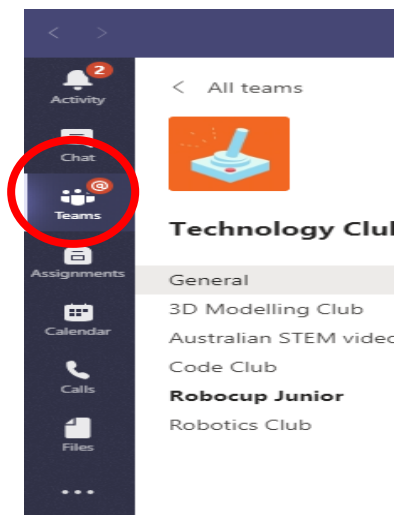 < >
2
Activity
Chat
@
Teams
Assignments
Calendar
Calls
Files
...
< All teams
Technology Clu
General
3D Modelling Club
Australian STEM videc
Code Club
Robocup Junior
Robotics Club